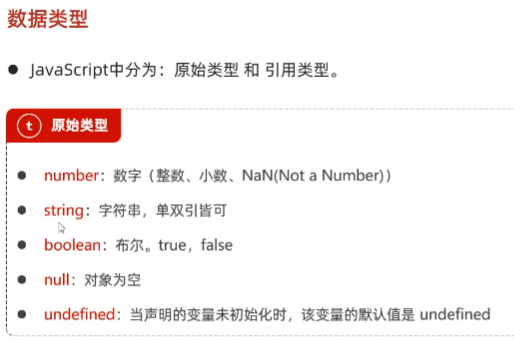 数据类型
● JavaScript中分为：原始类型 和 引用类型。
t 原始类型
● number：数字（整数、小数、NaN(Not a Number)）
● string：字符串，单双引皆可
● boolean：布尔。true，false
● null：对象为空
● undefined：当声明的变量未初始化时，该变量的默认值是 undefined